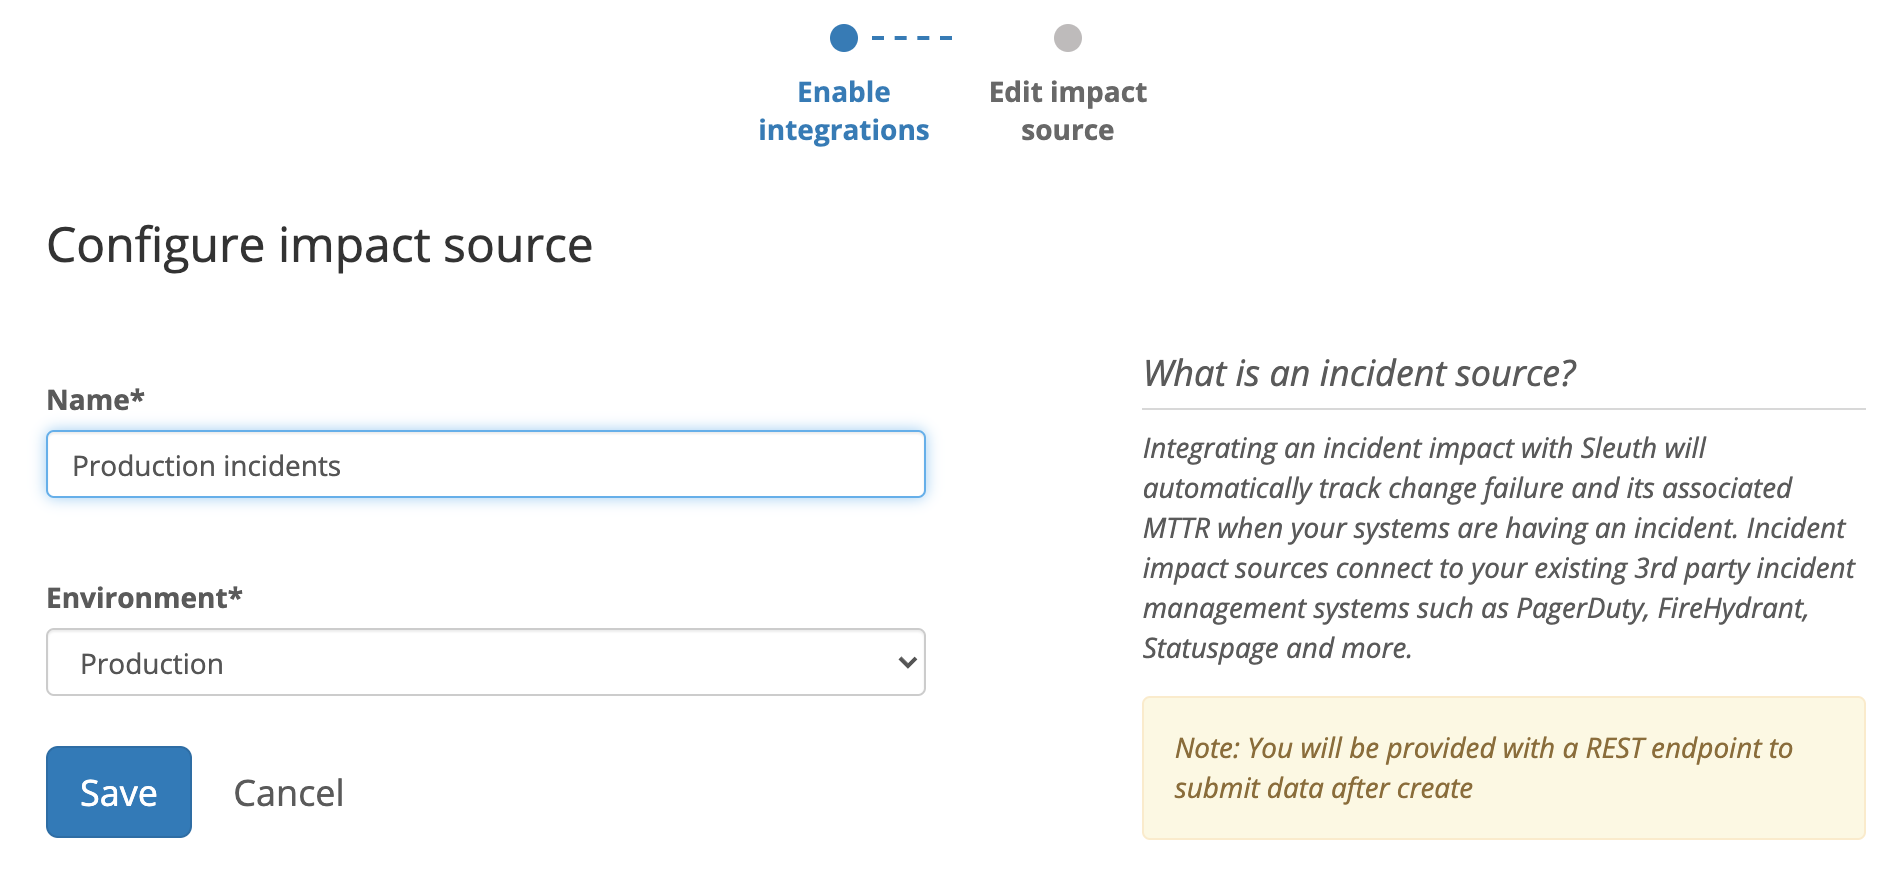 Enable
integrations
Edit impact
source
Configure impact source
Name*
Production incidents
Environment*
Production
Save
Cancel
What is an incident source?
Integrating an incident impact with Sleuth will
automatically track change failure and its associated
MTTR when your systems are having an incident. Incident
impact sources connect to your existing 3rd party incident
management systems such as PagerDuty, FireHydrant,
Statuspage and more.
Note: You will be provided with a REST endpoint to
submit data after create